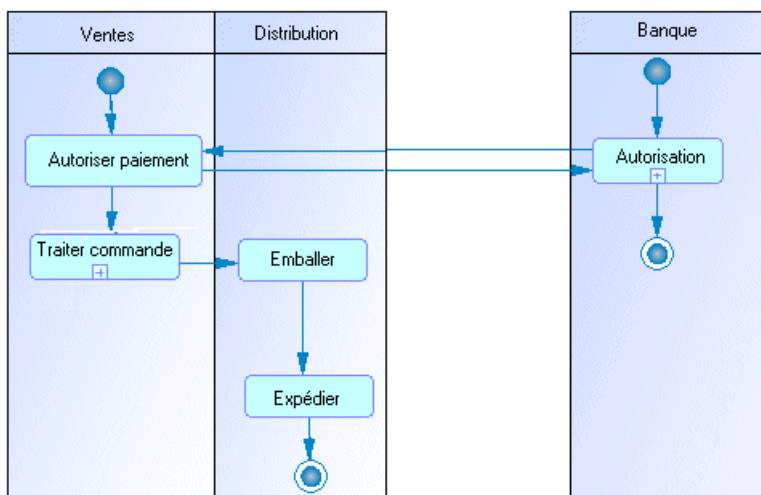 Ventes
Distribution
Banque
Autoriser paiement
Autorisation
Traiter commande
Emballer
Expédier